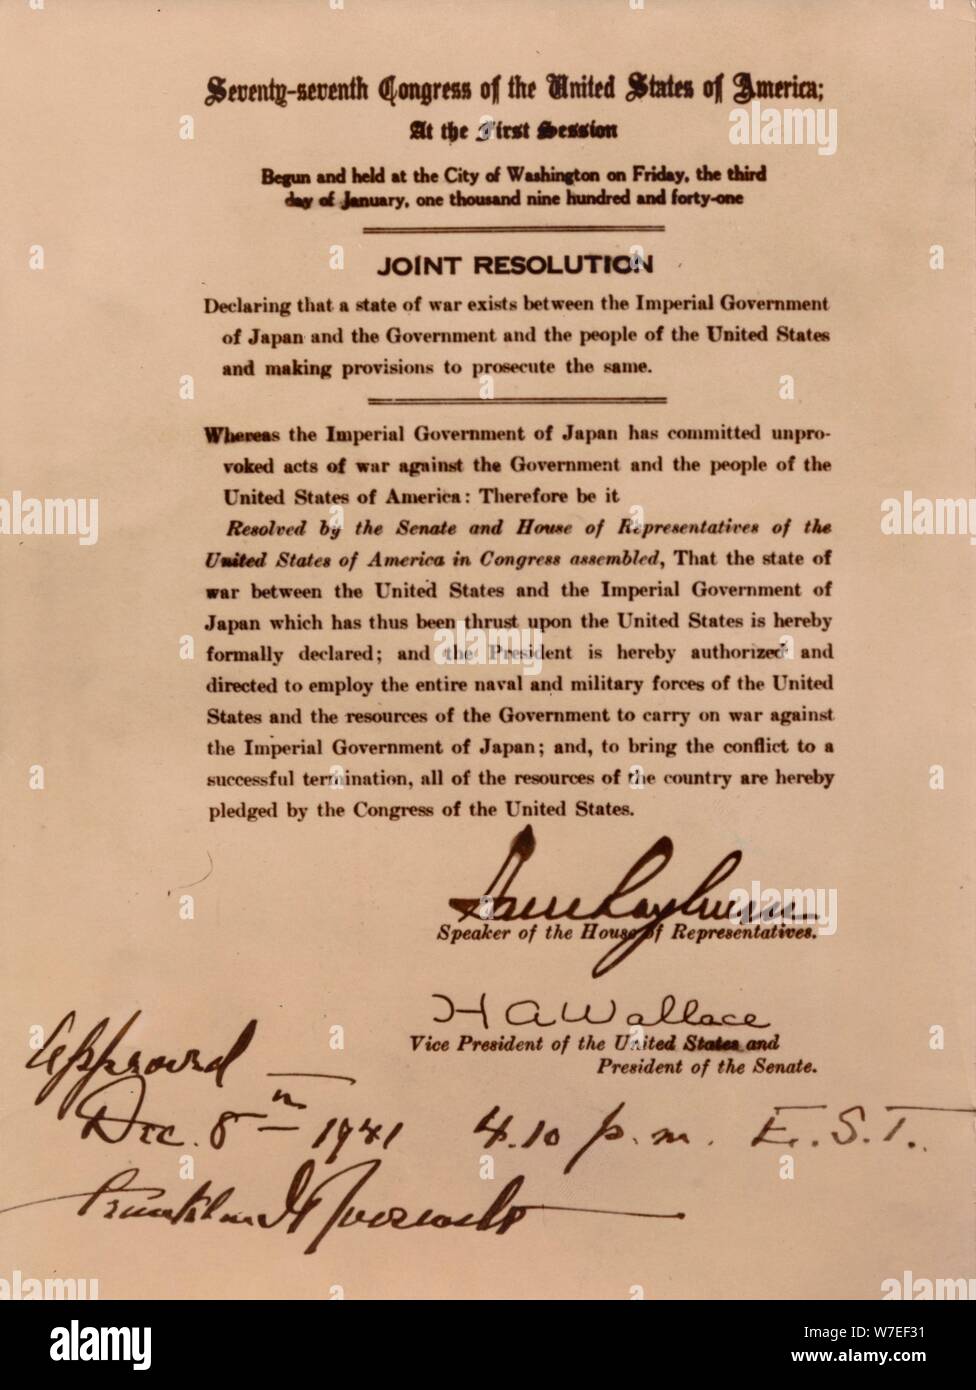 Seventy-seventh Congress of the United States of America;
At the First Session
Begun and held at the City of Washington on Friday, the third
day of January, one thousand nine hundred and forty-one
JOINT RESOLUTION
Declaring that a state of war exists between the Imperial Government
of Japan and the Government and the people of the United States
and making provisions to prosecute the same.
Whereas the Imperial Government of Japan has committed unpro-
voked acts of war against the Government and the people of the
United States of America: Therefore be it
Resolved by the Senate and House of Representatives of the
United States of America in Congress assembled, That the state of
war between the United States and the Imperial Government of
Japan which has thus been thrust upon the United States is hereby
formally declared; and the President is hereby authorized and
directed to employ the entire naval and military forces of the United
States and the resources of the Government to carry on war against
the Imperial Government of Japan; and, to bring the conflict to a
successful termination, all of the resources of the country are hereby
pledged by the Congress of the United States.
Sam Rayburn
Speaker of the House of Representatives.
H A Wallace
Vice President of the United States and
President of the Senate.
Approved
Dec. 8th 1941 4.10 p.m. E.S.T.
Franklin D Roosevelt
alamy
Image ID: W7EF31
www.alamy.com